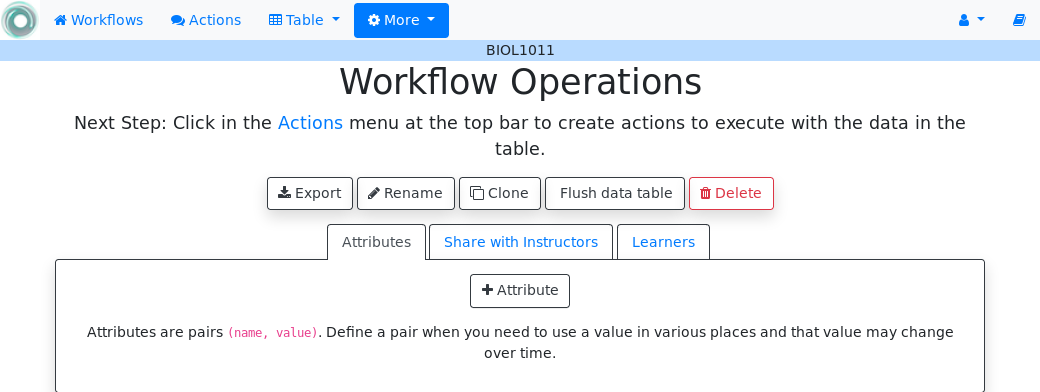 Workflows Actions Table More
BIOL1011
Workflow Operations
Next Step: Click in the Actions menu at the top bar to create actions to execute with the data in the
table.
Export Rename Clone Flush data table Delete
Attributes Share with Instructors Learners
Attribute
Attributes are pairs (name, value). Define a pair when you need to use a value in various places and that value may change
over time.